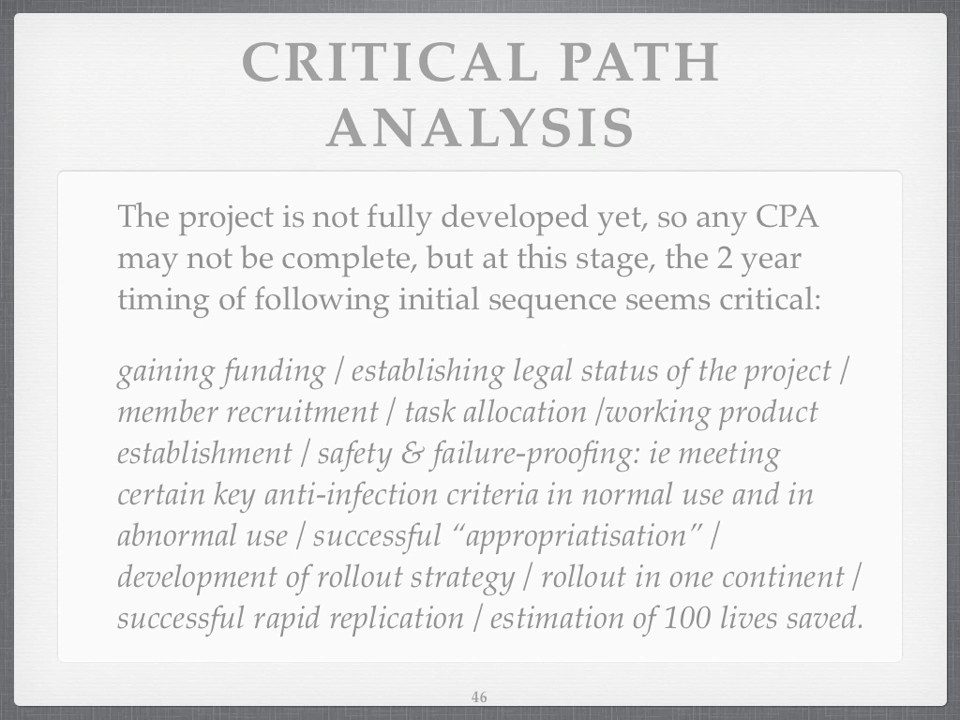 CRITICAL PATH
ANALYSIS
The project is not fully developed yet, so any CPA
may not be complete, but at this stage, the 2 year
timing of following initial sequence seems critical:
gaining funding / establishing legal status of the project /
member recruitment / task allocation /working product
establishment / safety & failure-proofing: ie meeting
certain key anti-infection criteria in normal use and in
abnormal use / successful “appropriatisation” /
development of rollout strategy / rollout in one continent /
successful rapid replication / estimation of 100 lives saved.
46